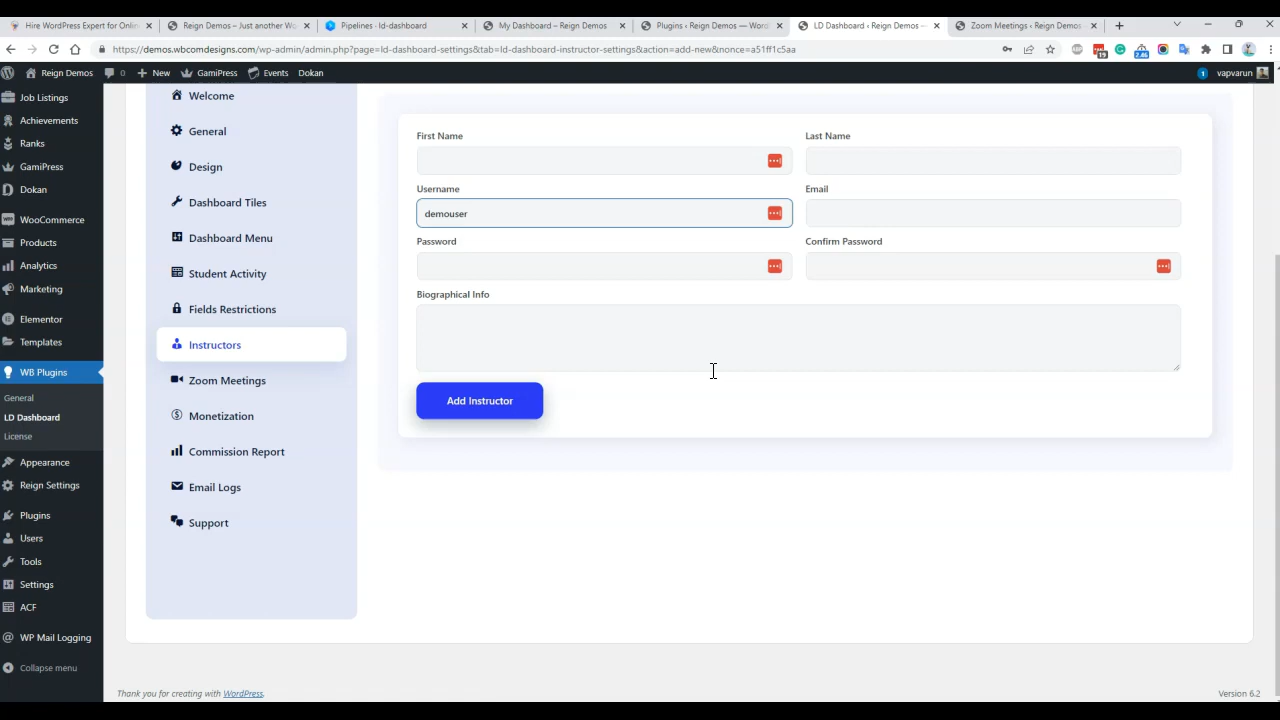 Hire WordPress Expert for Onlin
Reign Demos – Just another Wo
Pipelines · ld-dashboard
My Dashboard – Reign Demos
Plugins ‹ Reign Demos — Word
LD Dashboard ‹ Reign Demos —
Zoom Meetings ‹ Reign Demos
https://demos.wbcomdesigns.com/wp-admin/admin.php?page=ld-dashboard-settings&tab=ld-dashboard-instructor-settings&action=add-new&nonce=a51ff1c5aa
19
2.46
Reign Demos
0
New
GamiPress
Events
Dokan
1
vapvarun
Job Listings
Achievements
Ranks
GamiPress
Dokan
WooCommerce
Products
Analytics
Marketing
Elementor
Templates
WB Plugins
General
LD Dashboard
License
Appearance
Reign Settings
Plugins
Users
Tools
Settings
ACF
WP Mail Logging
Collapse menu
Welcome
General
Design
Dashboard Tiles
Dashboard Menu
Student Activity
Fields Restrictions
Instructors
Zoom Meetings
Monetization
Commission Report
Email Logs
Support
First Name
Last Name
Username
Email
demouser
Password
Confirm Password
Biographical Info
Add Instructor
Thank you for creating with WordPress.
Version 6.2